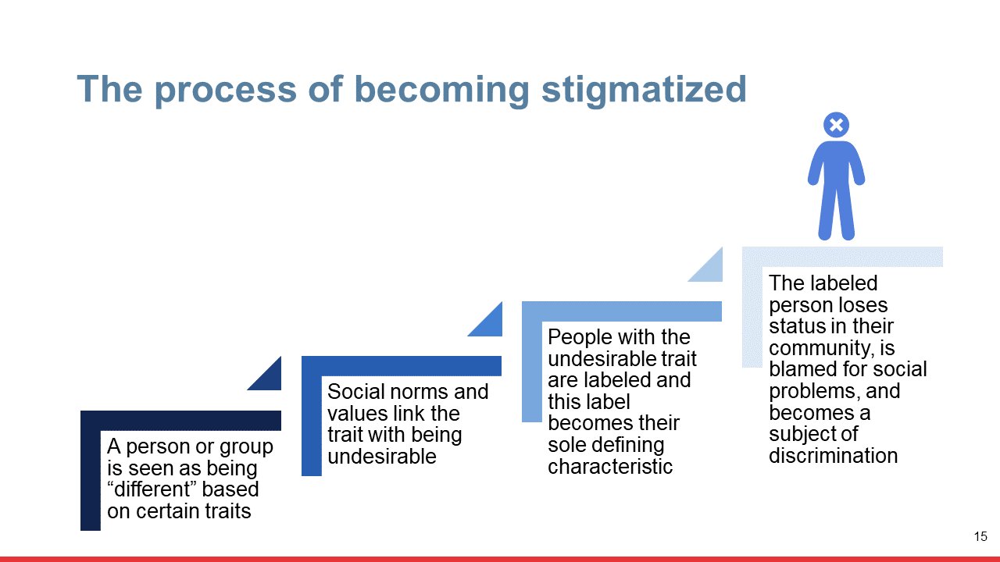 The process of becoming stigmatized
A person or group
is seen as being
“different” based
on certain traits
Social norms and
values link the
trait with being
undesirable
People with the
undesirable trait
are labeled and
this label
becomes their
sole defining
characteristic
The labeled
person loses
status in their
community, is
blamed for social
problems, and
becomes a
subject of
discrimination
15